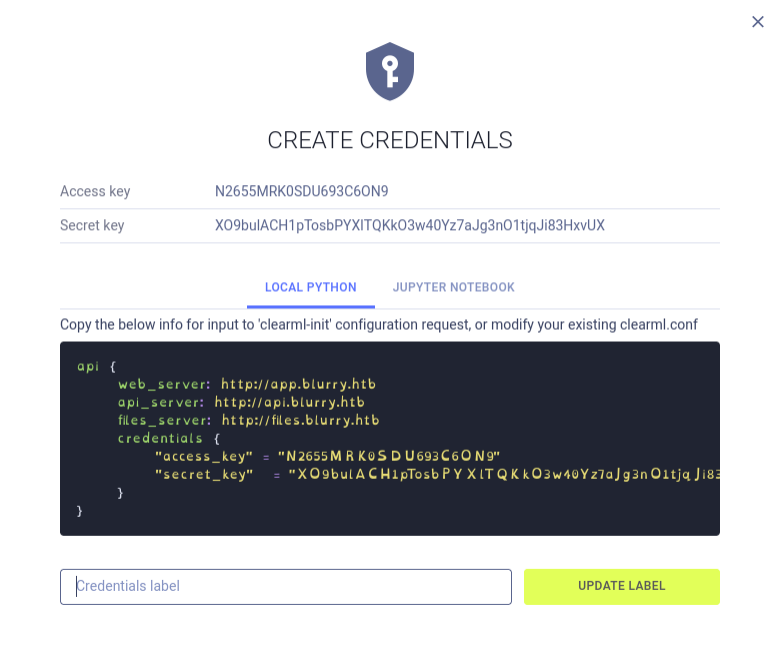 CREATE CREDENTIALS
Access key N2655MRK0SDU693C6ON9
Secret key XO9bulACH1pTosbPYXITQKkO3w40Yz7aJg3nO1tjqJi83HxvUX
LOCAL PYTHON JUPYTER NOTEBOOK
Copy the below info for input to 'clearml-init' configuration request, or modify your existing clearml.conf
api {
web_server: http://app.blurry.htb
api_server: http://api.blurry.htb
files_server: http://files.blurry.htb
credentials {
"access_key" = "N2655MRK0SDU693C6ON9"
"secret_key" = "XO9bulACH1pTosbPYXlTQKkO3w40Yz7aJg3nO1tjqJi83
}
}
Credentials label
UPDATE LABEL